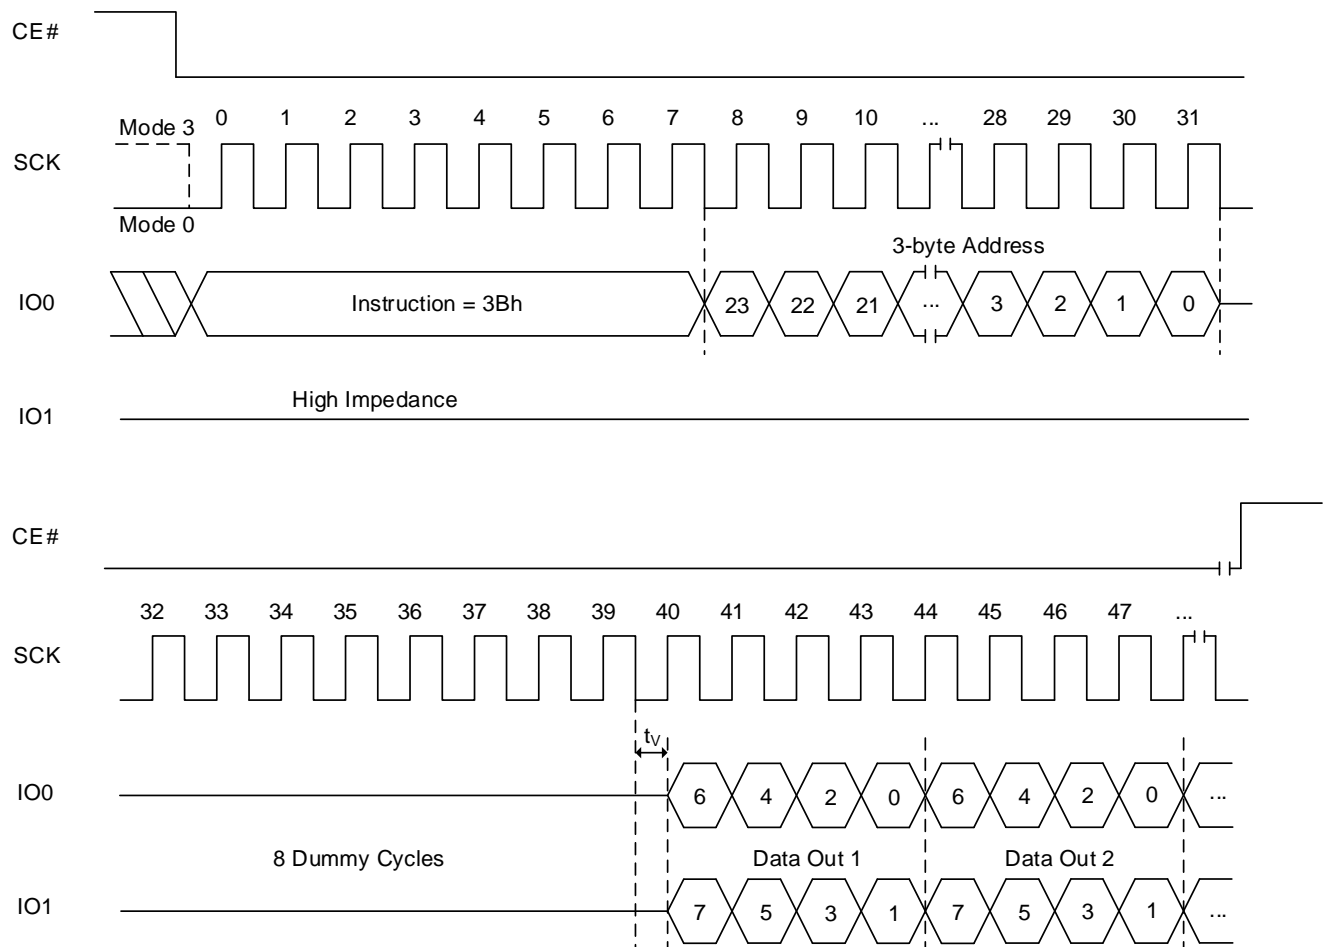 CE#
Mode 3 0 1 2 3 4 5 6 7 8 9 10 ... 28 29 30 31
SCK
Mode 0
3-byte Address
IO0 Instruction = 3Bh 23 22 21 ... 3 2 1 0
High Impedance
IO1
CE#
32 33 34 35 36 37 38 39 40 41 42 43 44 45 46 47 ...
SCK
tV
IO0 6 4 2 0 6 4 2 0 ...
8 Dummy Cycles Data Out 1 Data Out 2
IO1 7 5 3 1 7 5 3 1 ...